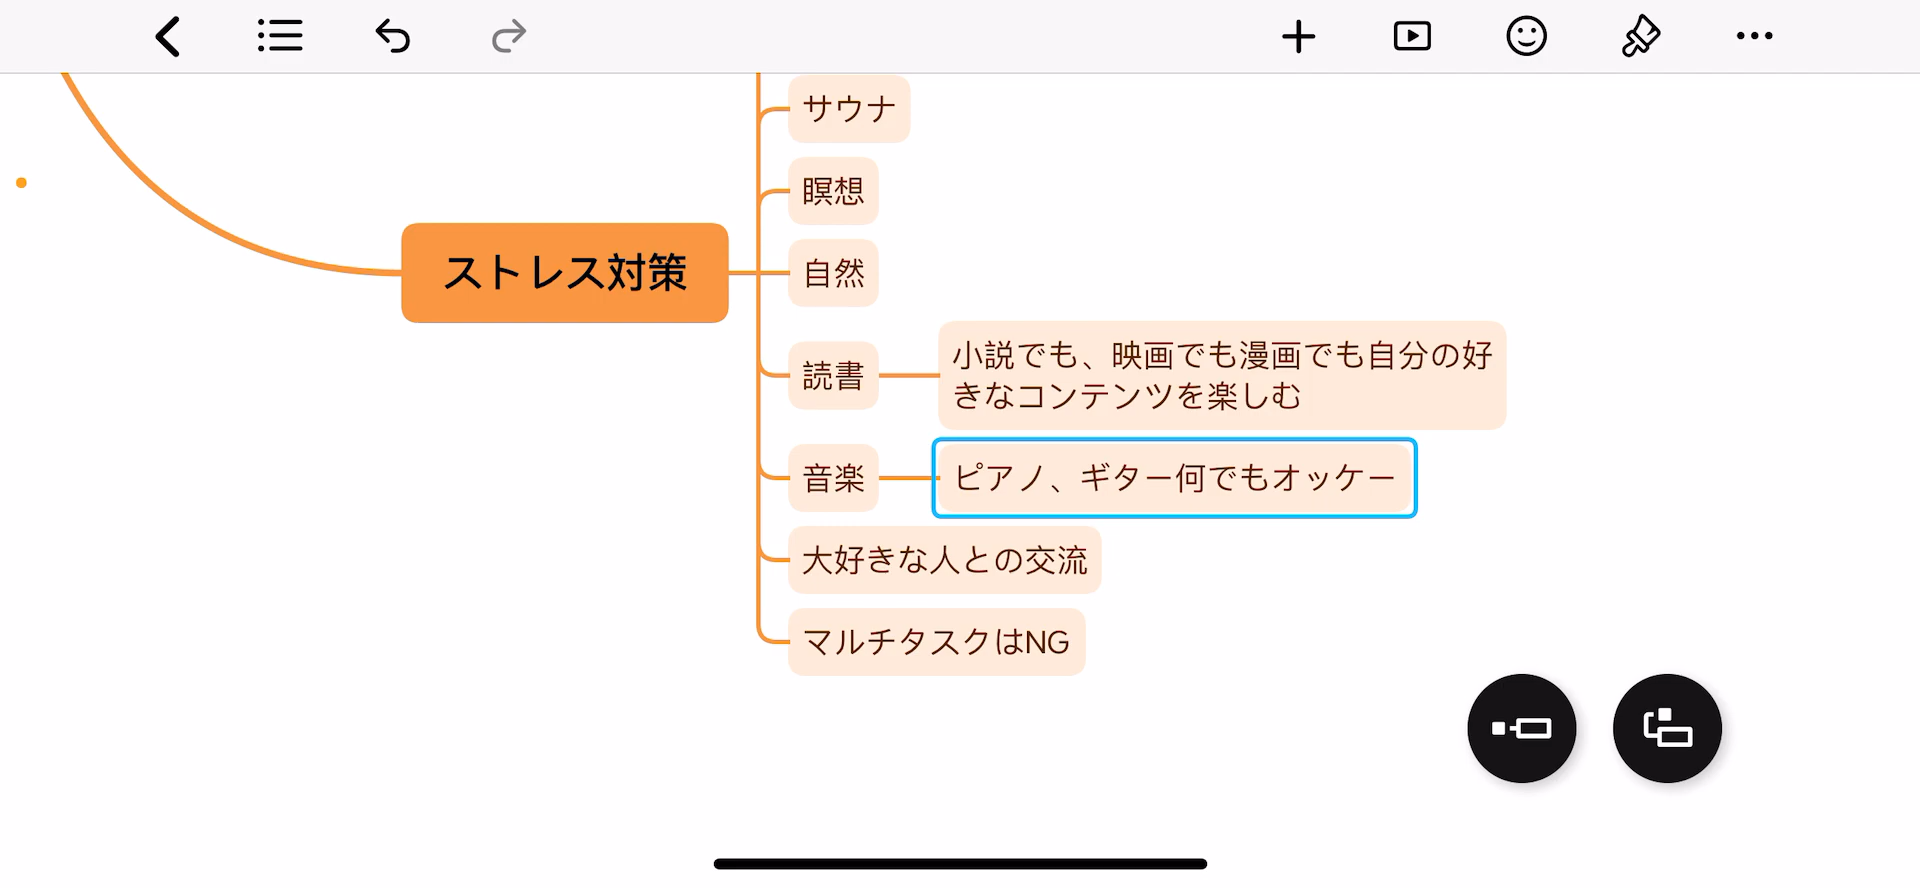 サウナ
瞑想
ストレス対策
自然
読書
小説でも、映画でも漫画でも自分の好
きなコンテンツを楽しむ
音楽
ピアノ、ギター何でもオッケー
大好きな人との交流
マルチタスクはNG